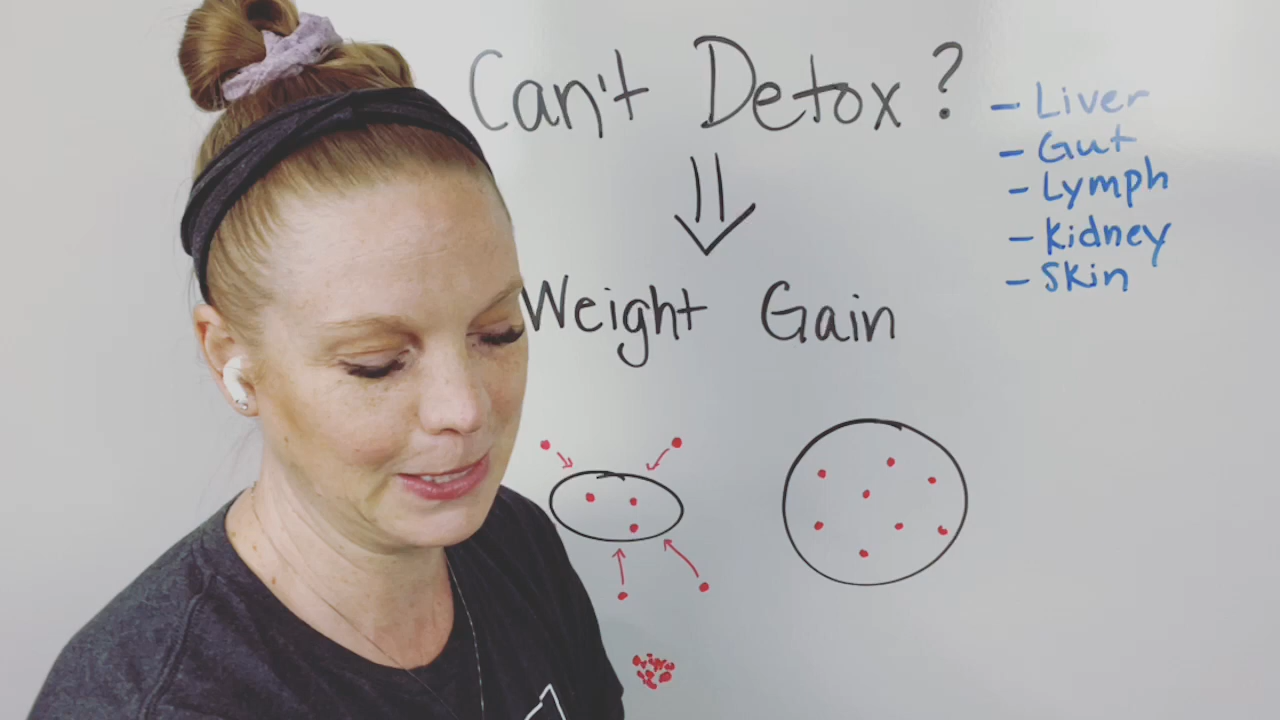 Can't Detox?
- Liver
- Gut
- Lymph
- Kidney
- Skin
Weight Gain